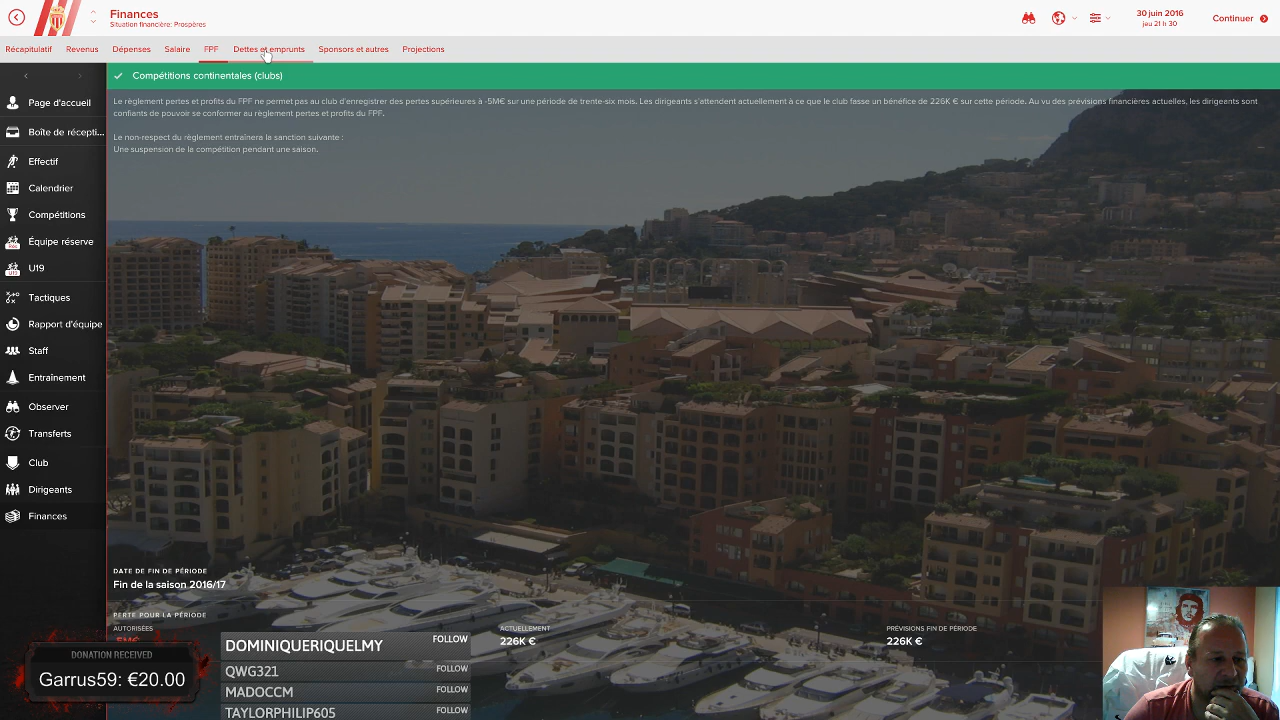 Finances
Situation financière: Prospères
30 juin 2016
jeu 21 h 30
Continuer
Récapitulatif Revenus Dépenses Salaire FPF Dettes et emprunts Sponsors et autres Projections
Compétitions continentales (clubs)
Le règlement pertes et profits du FPF ne permet pas au club d'enregistrer des pertes supérieures à -5M€ sur une période de trente-six mois. Les dirigeants s'attendent actuellement à ce que le club fasse un bénéfice de 226K € sur cette période. Au vu des prévisions financières actuelles, les dirigeants sont
confiants de pouvoir se conformer au règlement pertes et profits du FPF.
Le non-respect du règlement entraînera la sanction suivante :
Une suspension de la compétition pendant une saison.
Page d'accueil
Boîte de récepti...
Effectif
Calendrier
Compétitions
Équipe réserve
U19
Tactiques
Rapport d'équipe
Staff
Entraînement
Observer
Transferts
Club
Dirigeants
Finances
DATE DE FIN DE PÉRIODE
Fin de la saison 2016/17
PERTE POUR LA PÉRIODE
AUTORISÉES
-5M€
ACTUELLEMENT
226K €
PRÉVISIONS FIN DE PÉRIODE
226K €
DONATION RECEIVED
Garrus59: €20.00
DOMINIQUERIQUELMY FOLLOW
QWG321 FOLLOW
MADOCCM FOLLOW
TAYLORPHILIP605 FOLLOW